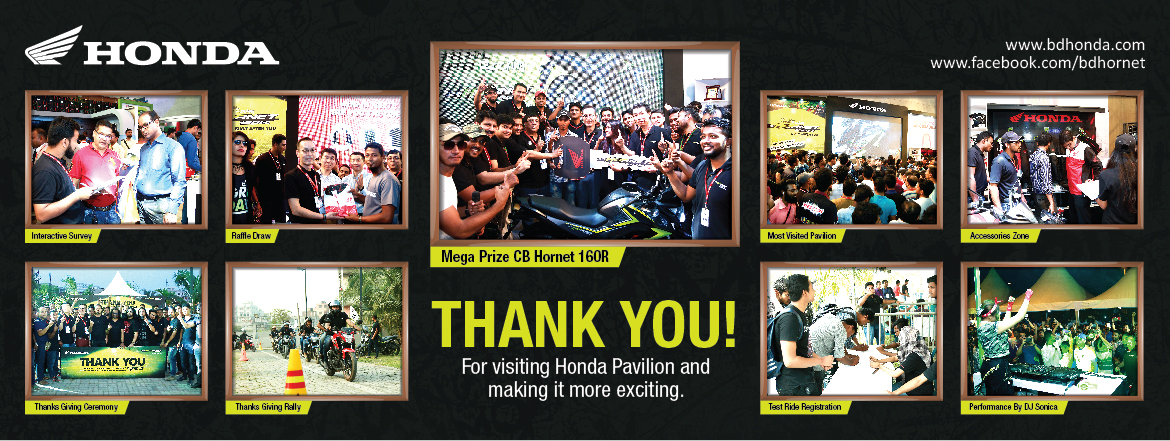 HONDA
www.bdhonda.com
www.facebook.com/bdhornet
HONDA
HONDA
Interactive Survey
Raffle Draw
Mega Prize CB Hornet 160R
Most Visited Pavilion
Accessories Zone
THANK YOU
THANK YOU!
For visiting Honda Pavilion and
making it more exciting.
Thanks Giving Ceremony
Thanks Giving Rally
Test Ride Registration
Performance By DJ Sonica